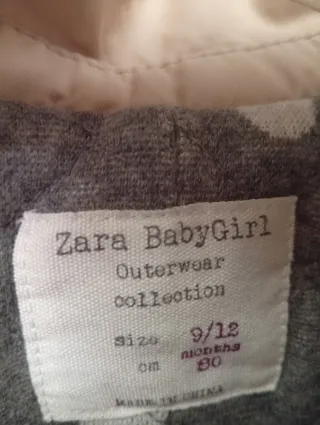 Zara BabyGirl
Outerwear
collection
size 9/12
months
cm 80
MADE IN CHINA